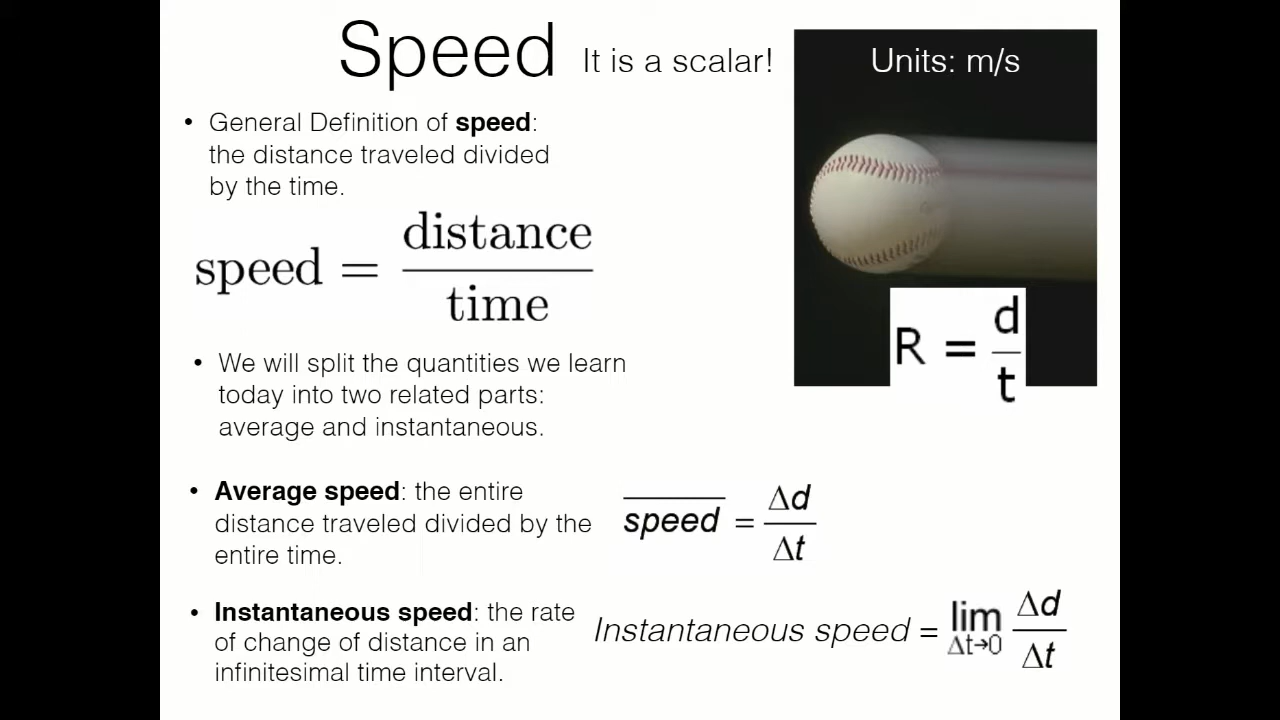 Speed It is a scalar!
Units: m/s
• General Definition of speed:
the distance traveled divided
by the time.
speed = distance
time
R = d
t
• We will split the quantities we learn
today into two related parts:
average and instantaneous.
• Average speed: the entire
distance traveled divided by the
entire time.
speed = Δd
Δt
• Instantaneous speed: the rate
of change of distance in an
infinitesimal time interval.
Instantaneous speed = lim Δd
Δt→0 Δt